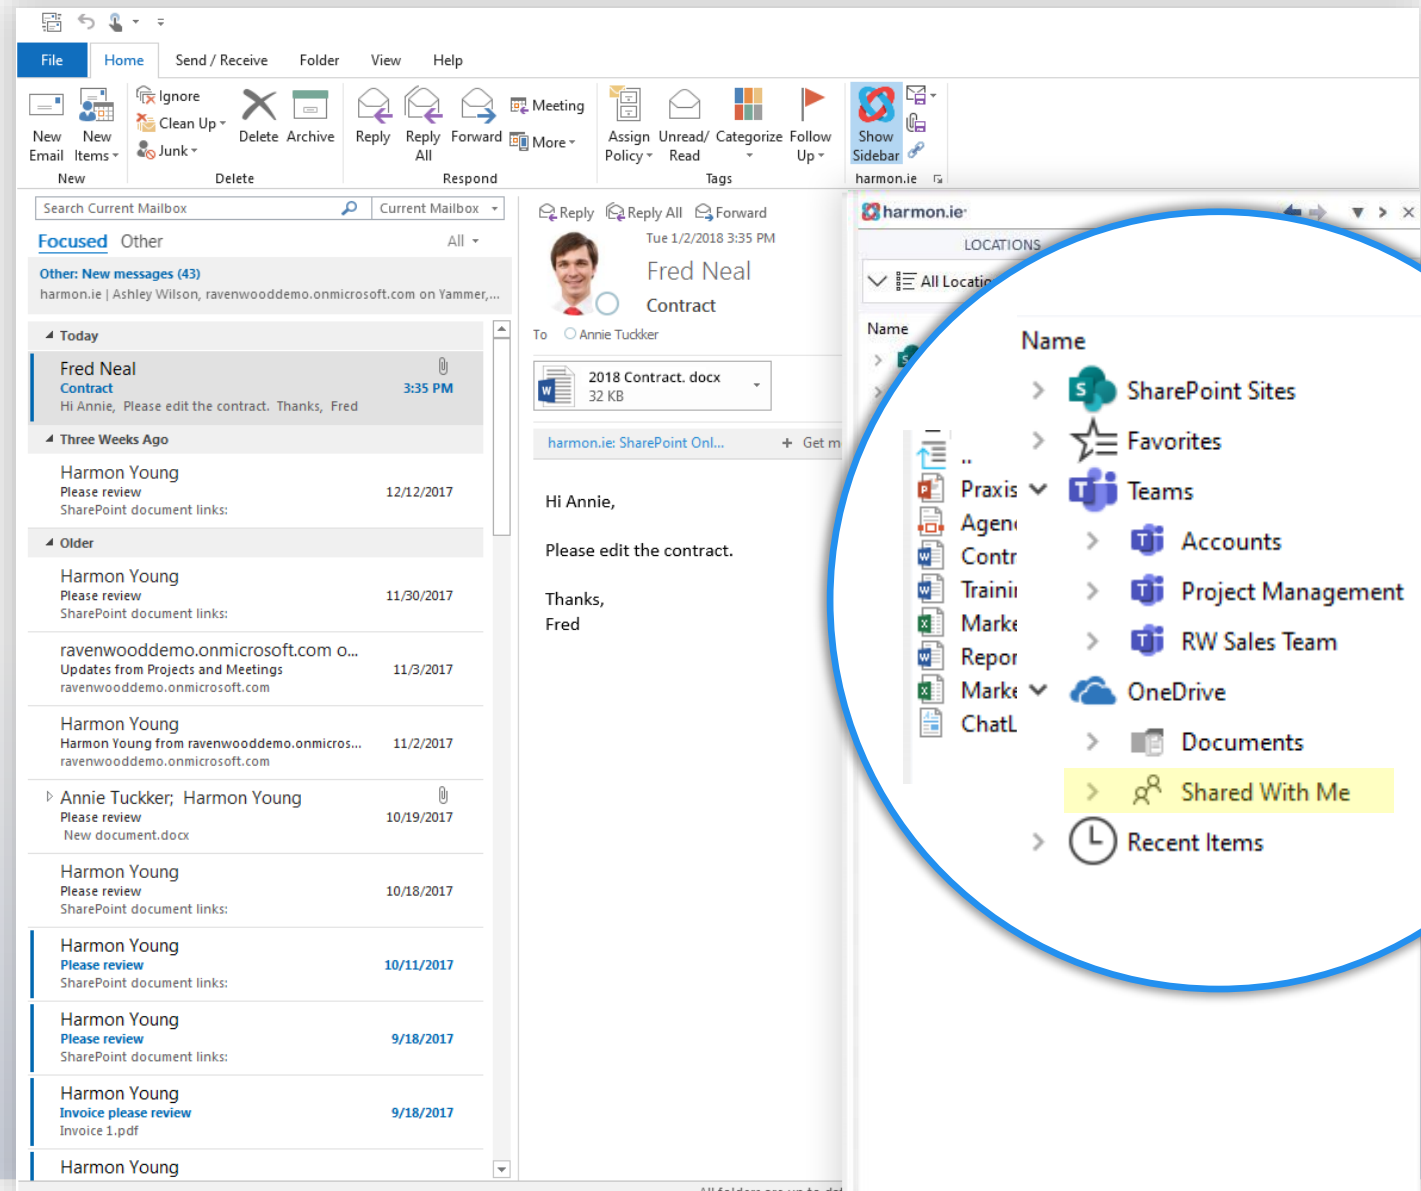 File Home Send / Receive Folder View Help
New Email
New Items
Ignore
Clean Up
Junk
Delete Archive
Reply Reply All Forward
Meeting
More
Assign Policy Unread/ Read Categorize Follow Up
Show Sidebar
New Delete Respond Tags harmon.ie
Search Current Mailbox Current Mailbox
Focused Other All
Other: New messages (43)
harmon.ie | Ashley Wilson, ravenwooddemo.onmicrosoft.com on Yammer,...
Today
Fred Neal
Contract 3:35 PM
Hi Annie, Please edit the contract. Thanks, Fred
Three Weeks Ago
Harmon Young
Please review 12/12/2017
SharePoint document links:
Older
Harmon Young
Please review 11/30/2017
SharePoint document links:
ravenwooddemo.onmicrosoft.com o...
Updates from Projects and Meetings 11/3/2017
ravenwooddemo.onmicrosoft.com
Harmon Young
Harmon Young from ravenwooddemo.onmicros... 11/2/2017
ravenwooddemo.onmicrosoft.com
Annie Tuckker; Harmon Young
Please review 10/19/2017
New document.docx
Harmon Young
Please review 10/18/2017
SharePoint document links:
Harmon Young
Please review 10/11/2017
SharePoint document links:
Harmon Young
Please review 9/18/2017
SharePoint document links:
Harmon Young
Invoice please review 9/18/2017
Invoice 1.pdf
Harmon Young
Reply Reply All Forward
Tue 1/2/2018 3:35 PM
Fred Neal
Contract
To Annie Tuckker
2018 Contract. docx
32 KB
harmon.ie: SharePoint Onl... + Get m
Hi Annie,
Please edit the contract.
Thanks,
Fred
harmon.ie
LOCATIONS
All Locatio
Name
..
Praxis
Agen
Contr
Traini
Marke
Repor
Marke
ChatL
Name
SharePoint Sites
Favorites
Teams
Accounts
Project Management
RW Sales Team
OneDrive
Documents
Shared With Me
Recent Items